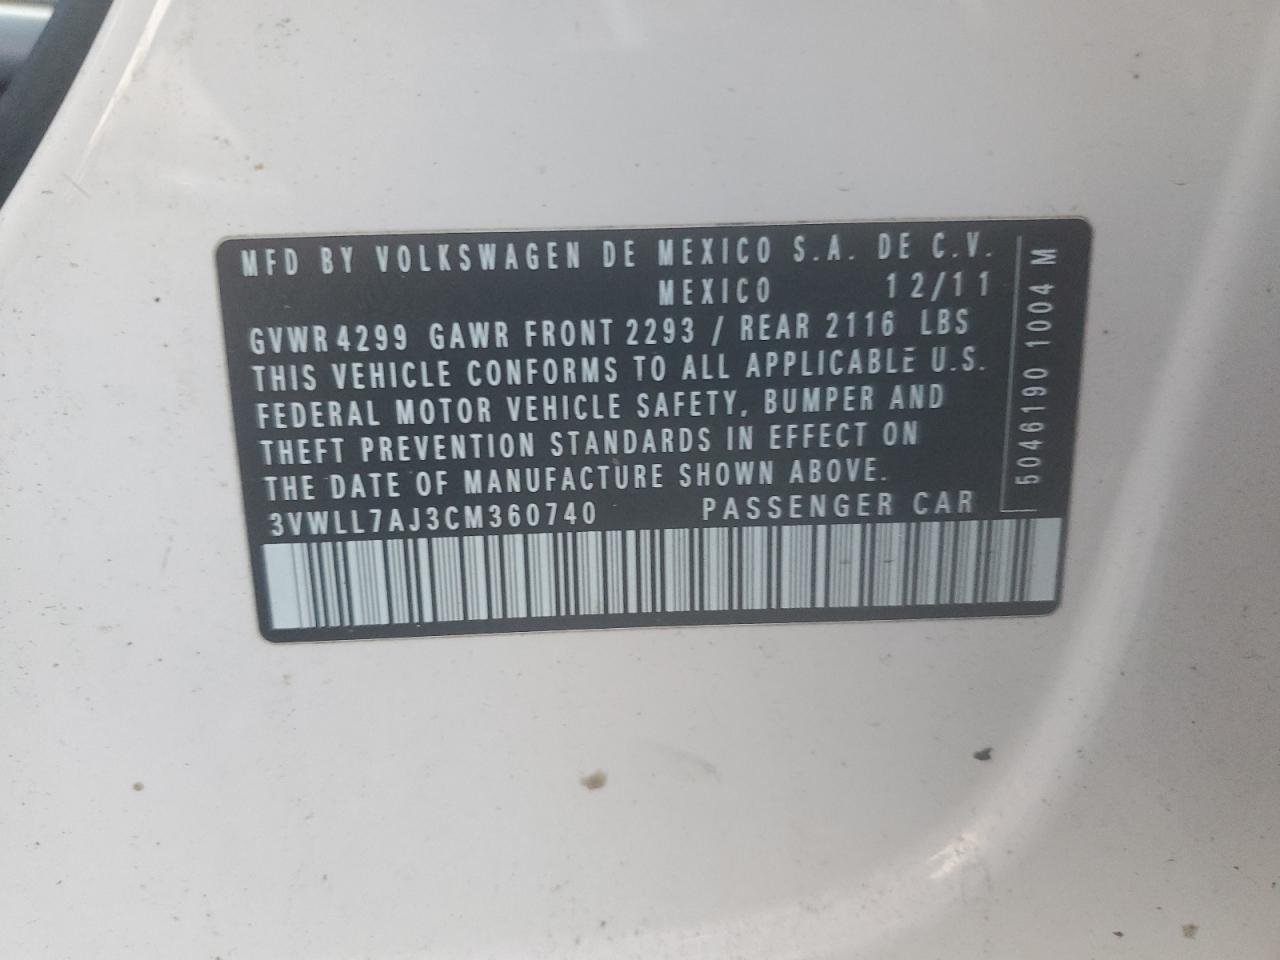 MFD BY VOLKSWAGEN DE MEXICO S.A. DE C.V.
MEXICO 12/11
GVWR 4299 GAWR FRONT 2293 / REAR 2116 LBS
THIS VEHICLE CONFORMS TO ALL APPLICABLE U.S.
FEDERAL MOTOR VEHICLE SAFETY, BUMPER AND
THEFT PREVENTION STANDARDS IN EFFECT ON
THE DATE OF MANUFACTURE SHOWN ABOVE.
3VWLL7AJ3CM360740 PASSENGER CAR
5046190 1004 M